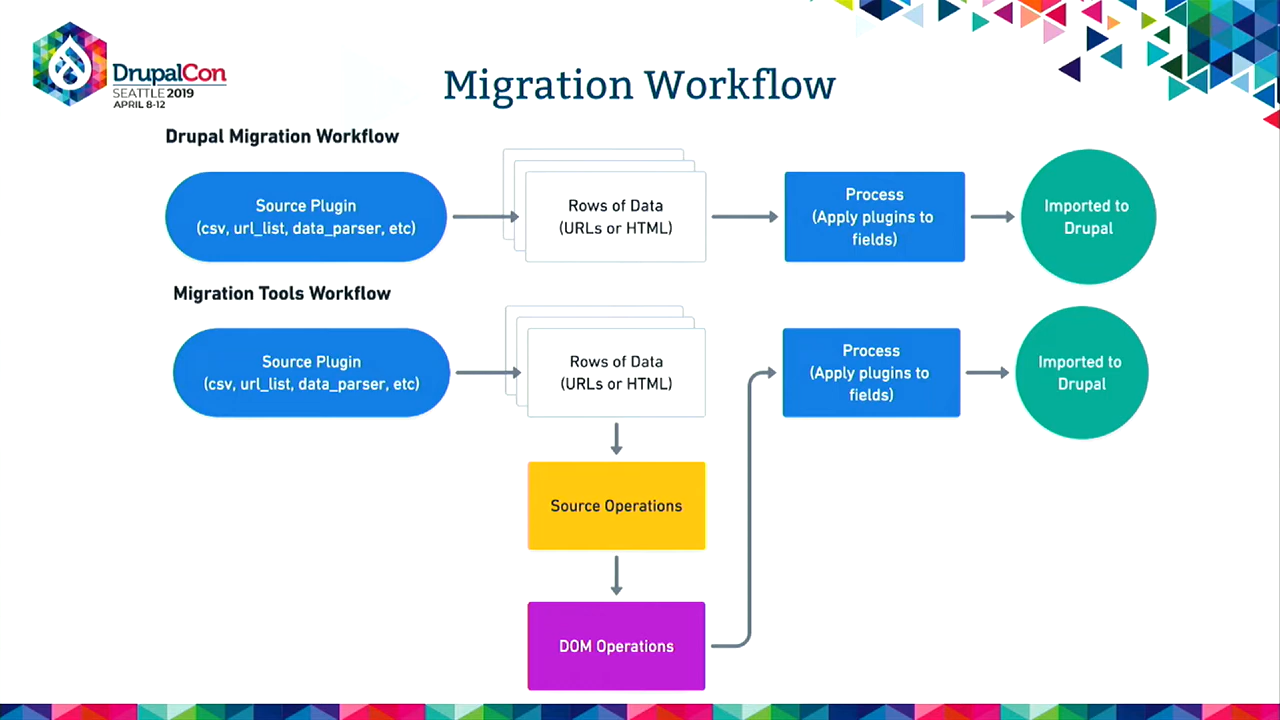 DrupalCon
SEATTLE 2019
APRIL 8-12
Migration Workflow
Drupal Migration Workflow
Source Plugin
(csv, url_list, data_parser, etc)
Rows of Data
(URLs or HTML)
Process
(Apply plugins to
fields)
Imported to
Drupal
Migration Tools Workflow
Source Plugin
(csv, url_list, data_parser, etc)
Rows of Data
(URLs or HTML)
Process
(Apply plugins to
fields)
Imported to
Drupal
Source Operations
DOM Operations